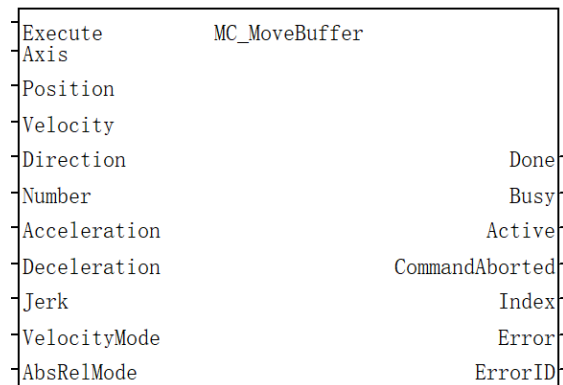 Execute MC_MoveBuffer
Axis
Position
Velocity
Direction Done
Number Busy
Acceleration Active
Deceleration CommandAborted
Jerk Index
VelocityMode Error
AbsRelMode ErrorID